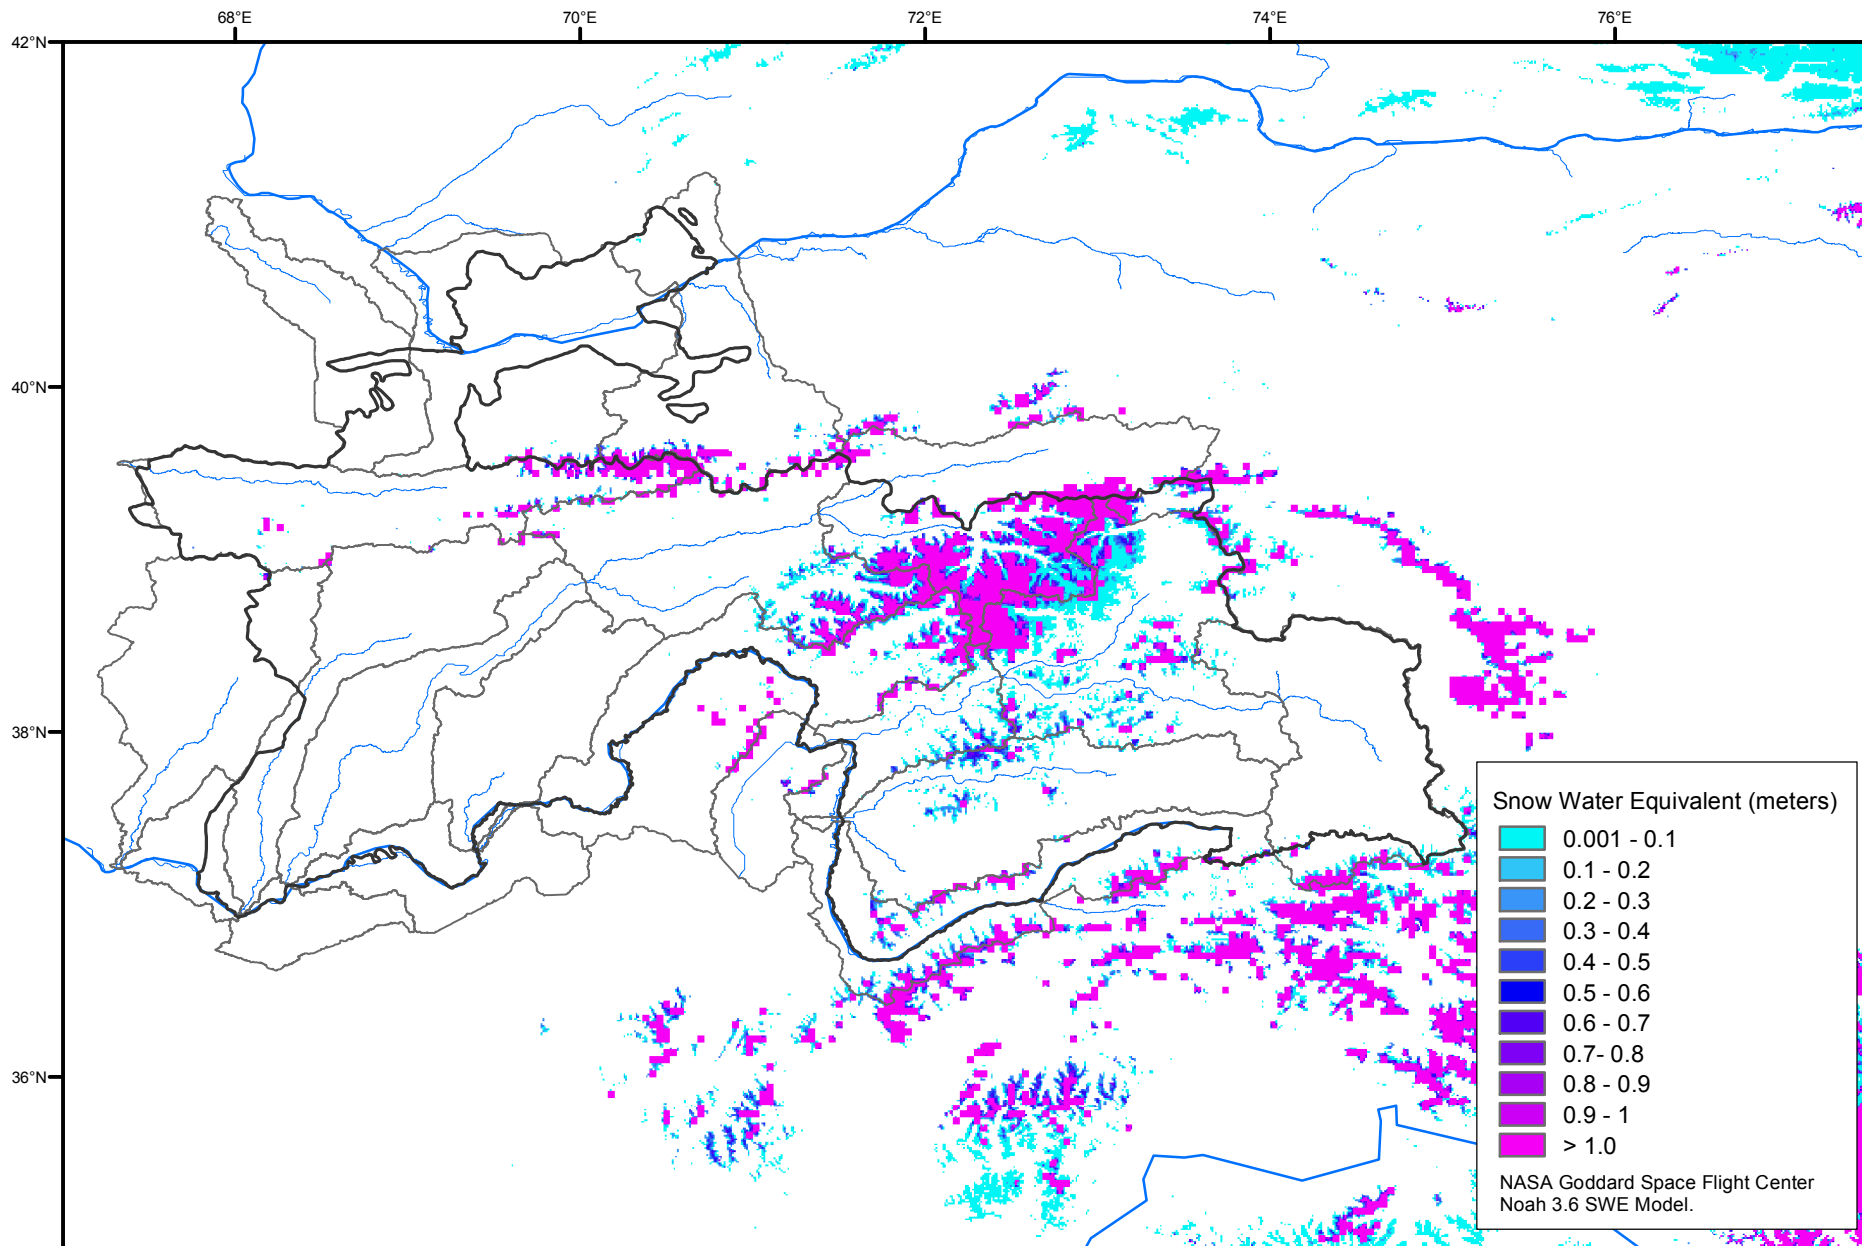 68°E 70°E 72°E 74°E 76°E
42°N
40°N
38°N
36°N
Snow Water Equivalent (meters)
0.001 - 0.1
0.1 - 0.2
0.2 - 0.3
0.3 - 0.4
0.4 - 0.5
0.5 - 0.6
0.6 - 0.7
0.7- 0.8
0.8 - 0.9
0.9 - 1
> 1.0
NASA Goddard Space Flight Center
Noah 3.6 SWE Model.